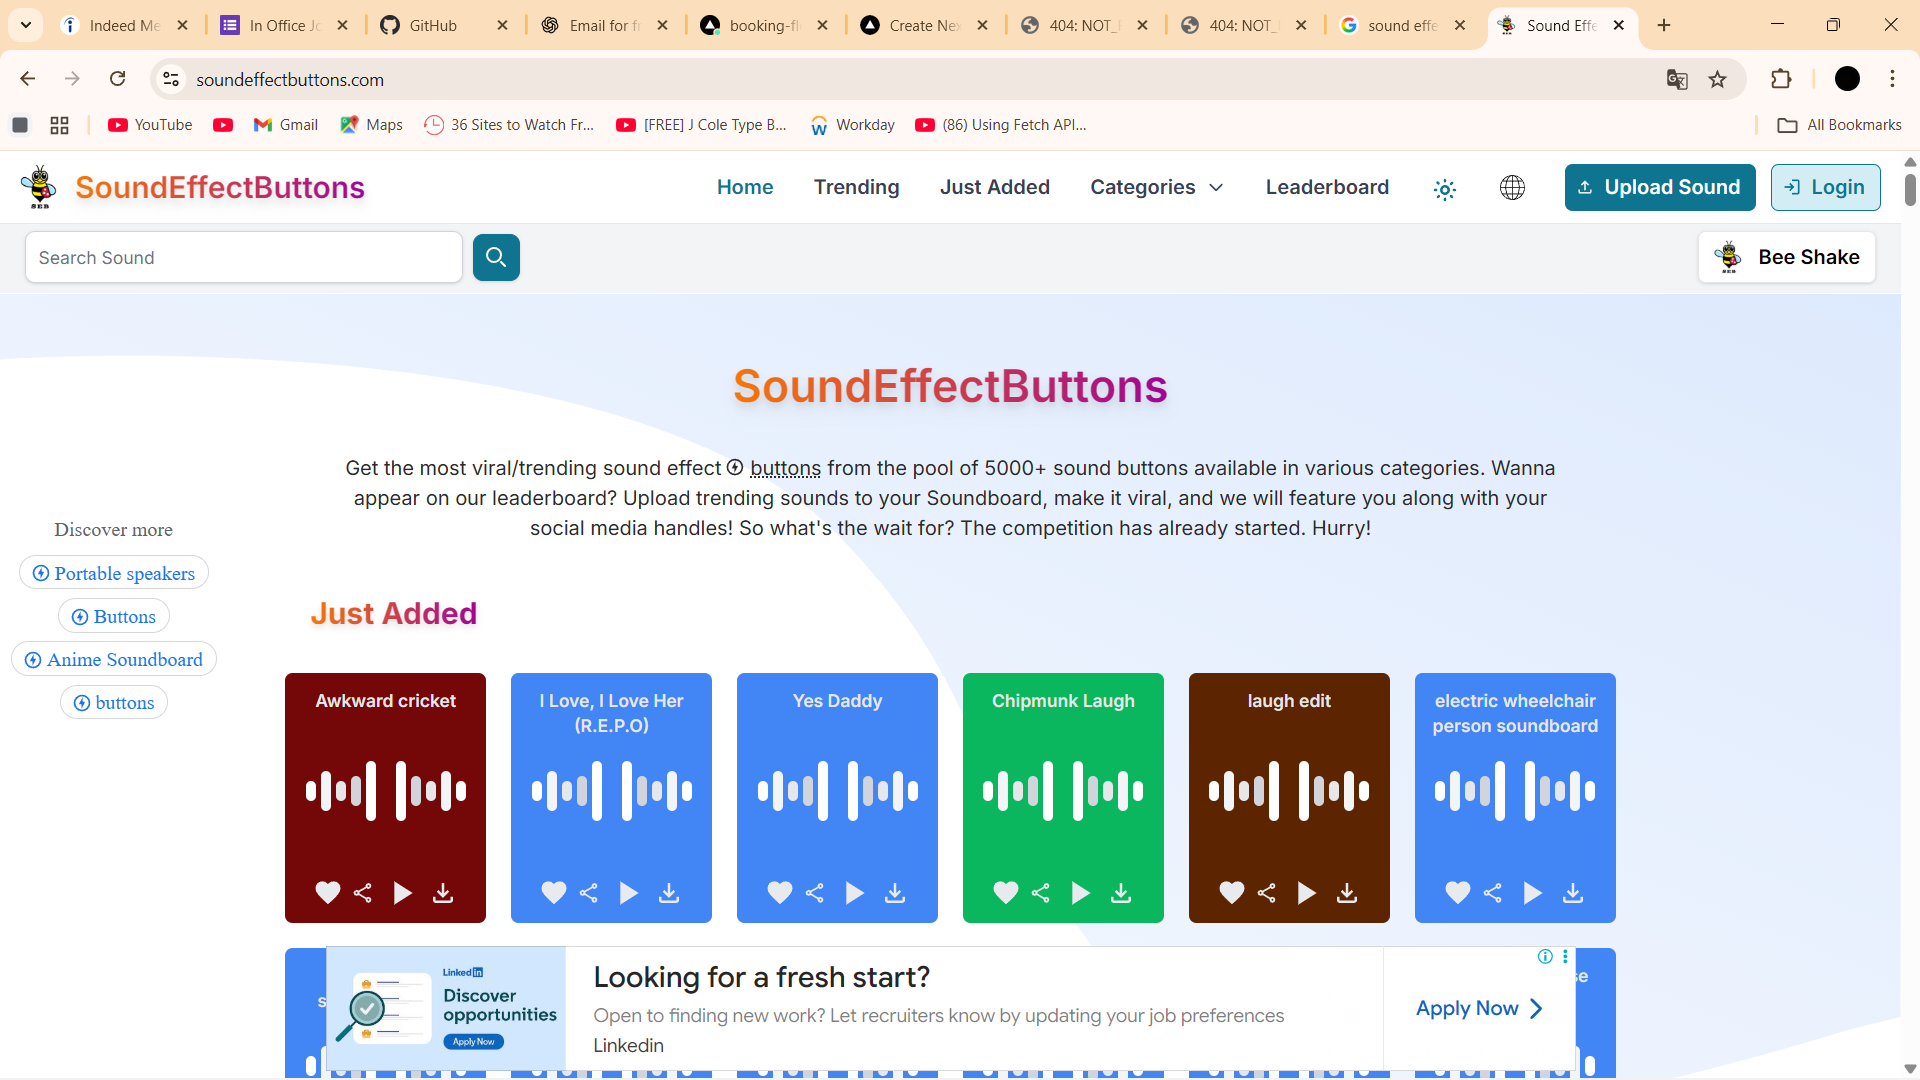 Indeed Me
In Office Jo
GitHub
Email for fr
booking-fl
Create Nex
404: NOT_
404: NOT_
sound effe
Sound Effe
soundeffectbuttons.com
YouTube
Gmail
Maps
36 Sites to Watch Fr...
[FREE] J Cole Type B...
Workday
(86) Using Fetch API...
All Bookmarks
SEB
SoundEffectButtons
Home
Trending
Just Added
Categories
Leaderboard
Upload Sound
Login
Search Sound
SEB
Bee Shake
SoundEffectButtons
Get the most viral/trending sound effect buttons from the pool of 5000+ sound buttons available in various categories. Wanna
appear on our leaderboard? Upload trending sounds to your Soundboard, make it viral, and we will feature you along with your
social media handles! So what's the wait for? The competition has already started. Hurry!
Discover more
Portable speakers
Buttons
Anime Soundboard
buttons
Just Added
Awkward cricket
I Love, I Love Her
(R.E.P.O)
Yes Daddy
Chipmunk Laugh
laugh edit
electric wheelchair
person soundboard
LinkedIn
Discover
opportunities
Apply Now
Looking for a fresh start?
Open to finding new work? Let recruiters know by updating your job preferences
Linkedin
Apply Now